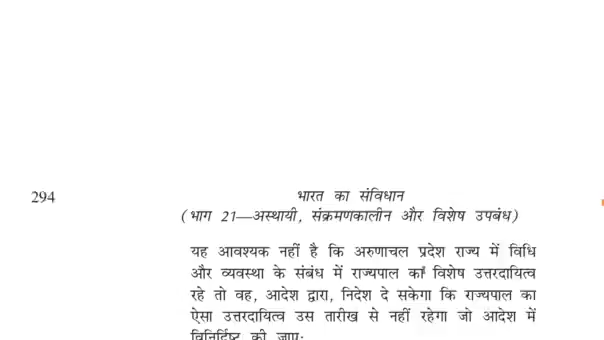 294
भारत का संविधान
(भाग 21—अस्थायी, संक्रमणकालीन और विशेष उपबंध)
यह आवश्यक नहीं है कि अरुणाचल प्रदेश राज्य में विधि
और व्यवस्था के संबंध में राज्यपाल का विशेष उत्तरदायित्व
रहे तो वह, आदेश द्वारा, निदेश दे सकेगा कि राज्यपाल का
ऐसा उत्तरदायित्व उस तारीख से नहीं रहेगा जो आदेश में
विनिर्दिष्ट की जाए: